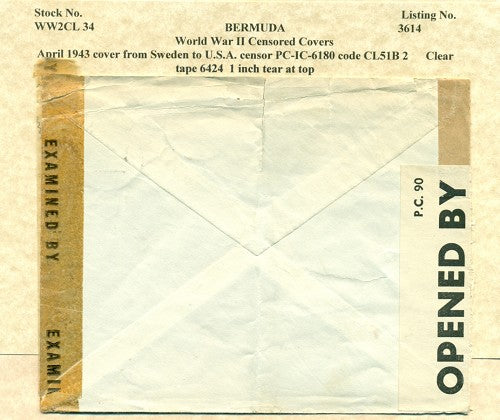 Stock No.
WW2CL 34
BERMUDA
Listing No.
3614
World War II Censored Covers
April 1943 cover from Sweden to U.S.A. censor PC-IC-6180 code CL51B 2 Clear
tape 6424 1 inch tear at top
EXAMINED BY
EXAMI
P.C. 90
OPENED BY